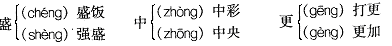 盛{(chéng) 盛饭 (shèng) 强盛
中{(zhòng) 中彩 (zhōng) 中央
更{(gēng) 打更 (gèng) 更加